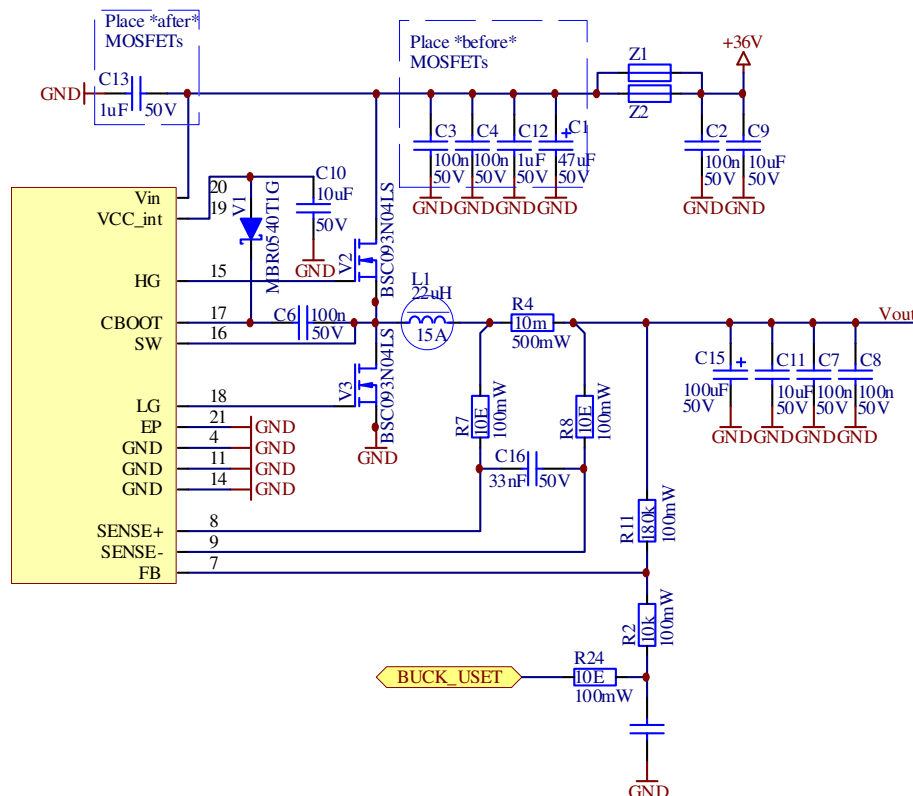 Place *after*
MOSFETs
C13
GND
1uF
50V
Place *before*
MOSFETs
C3
100n
50V
GND
C4
100n
50V
GND
C12
1uF
50V
GND
+
C1
47uF
50V
GND
Z1
Z2
+36V
C2
100n
50V
GND
C9
10uF
50V
GND
20
Vin
19
VCC_int
V1
MBR0540T1G
C10
10uF
50V
GND
15
HG
V2
BSC093N04LS
17
CBOOT
16
SW
C6
100n
50V
L1
22uH
15A
R4
10m
500mW
Vout
18
LG
V3
BSC093N04LS
GND
21
EP
GND
4
GND
GND
11
GND
GND
14
GND
GND
R7
10E
100mW
R8
10E
100mW
C16
33nF
50V
C15
+
100uF
50V
GND
C11
10uF
50V
GND
C7
100n
50V
GND
C8
100n
50V
GND
8
SENSE+
9
SENSE-
7
FB
R11
180k
100mW
R2
10k
100mW
BUCK_USET
R24
10E
100mW
GND